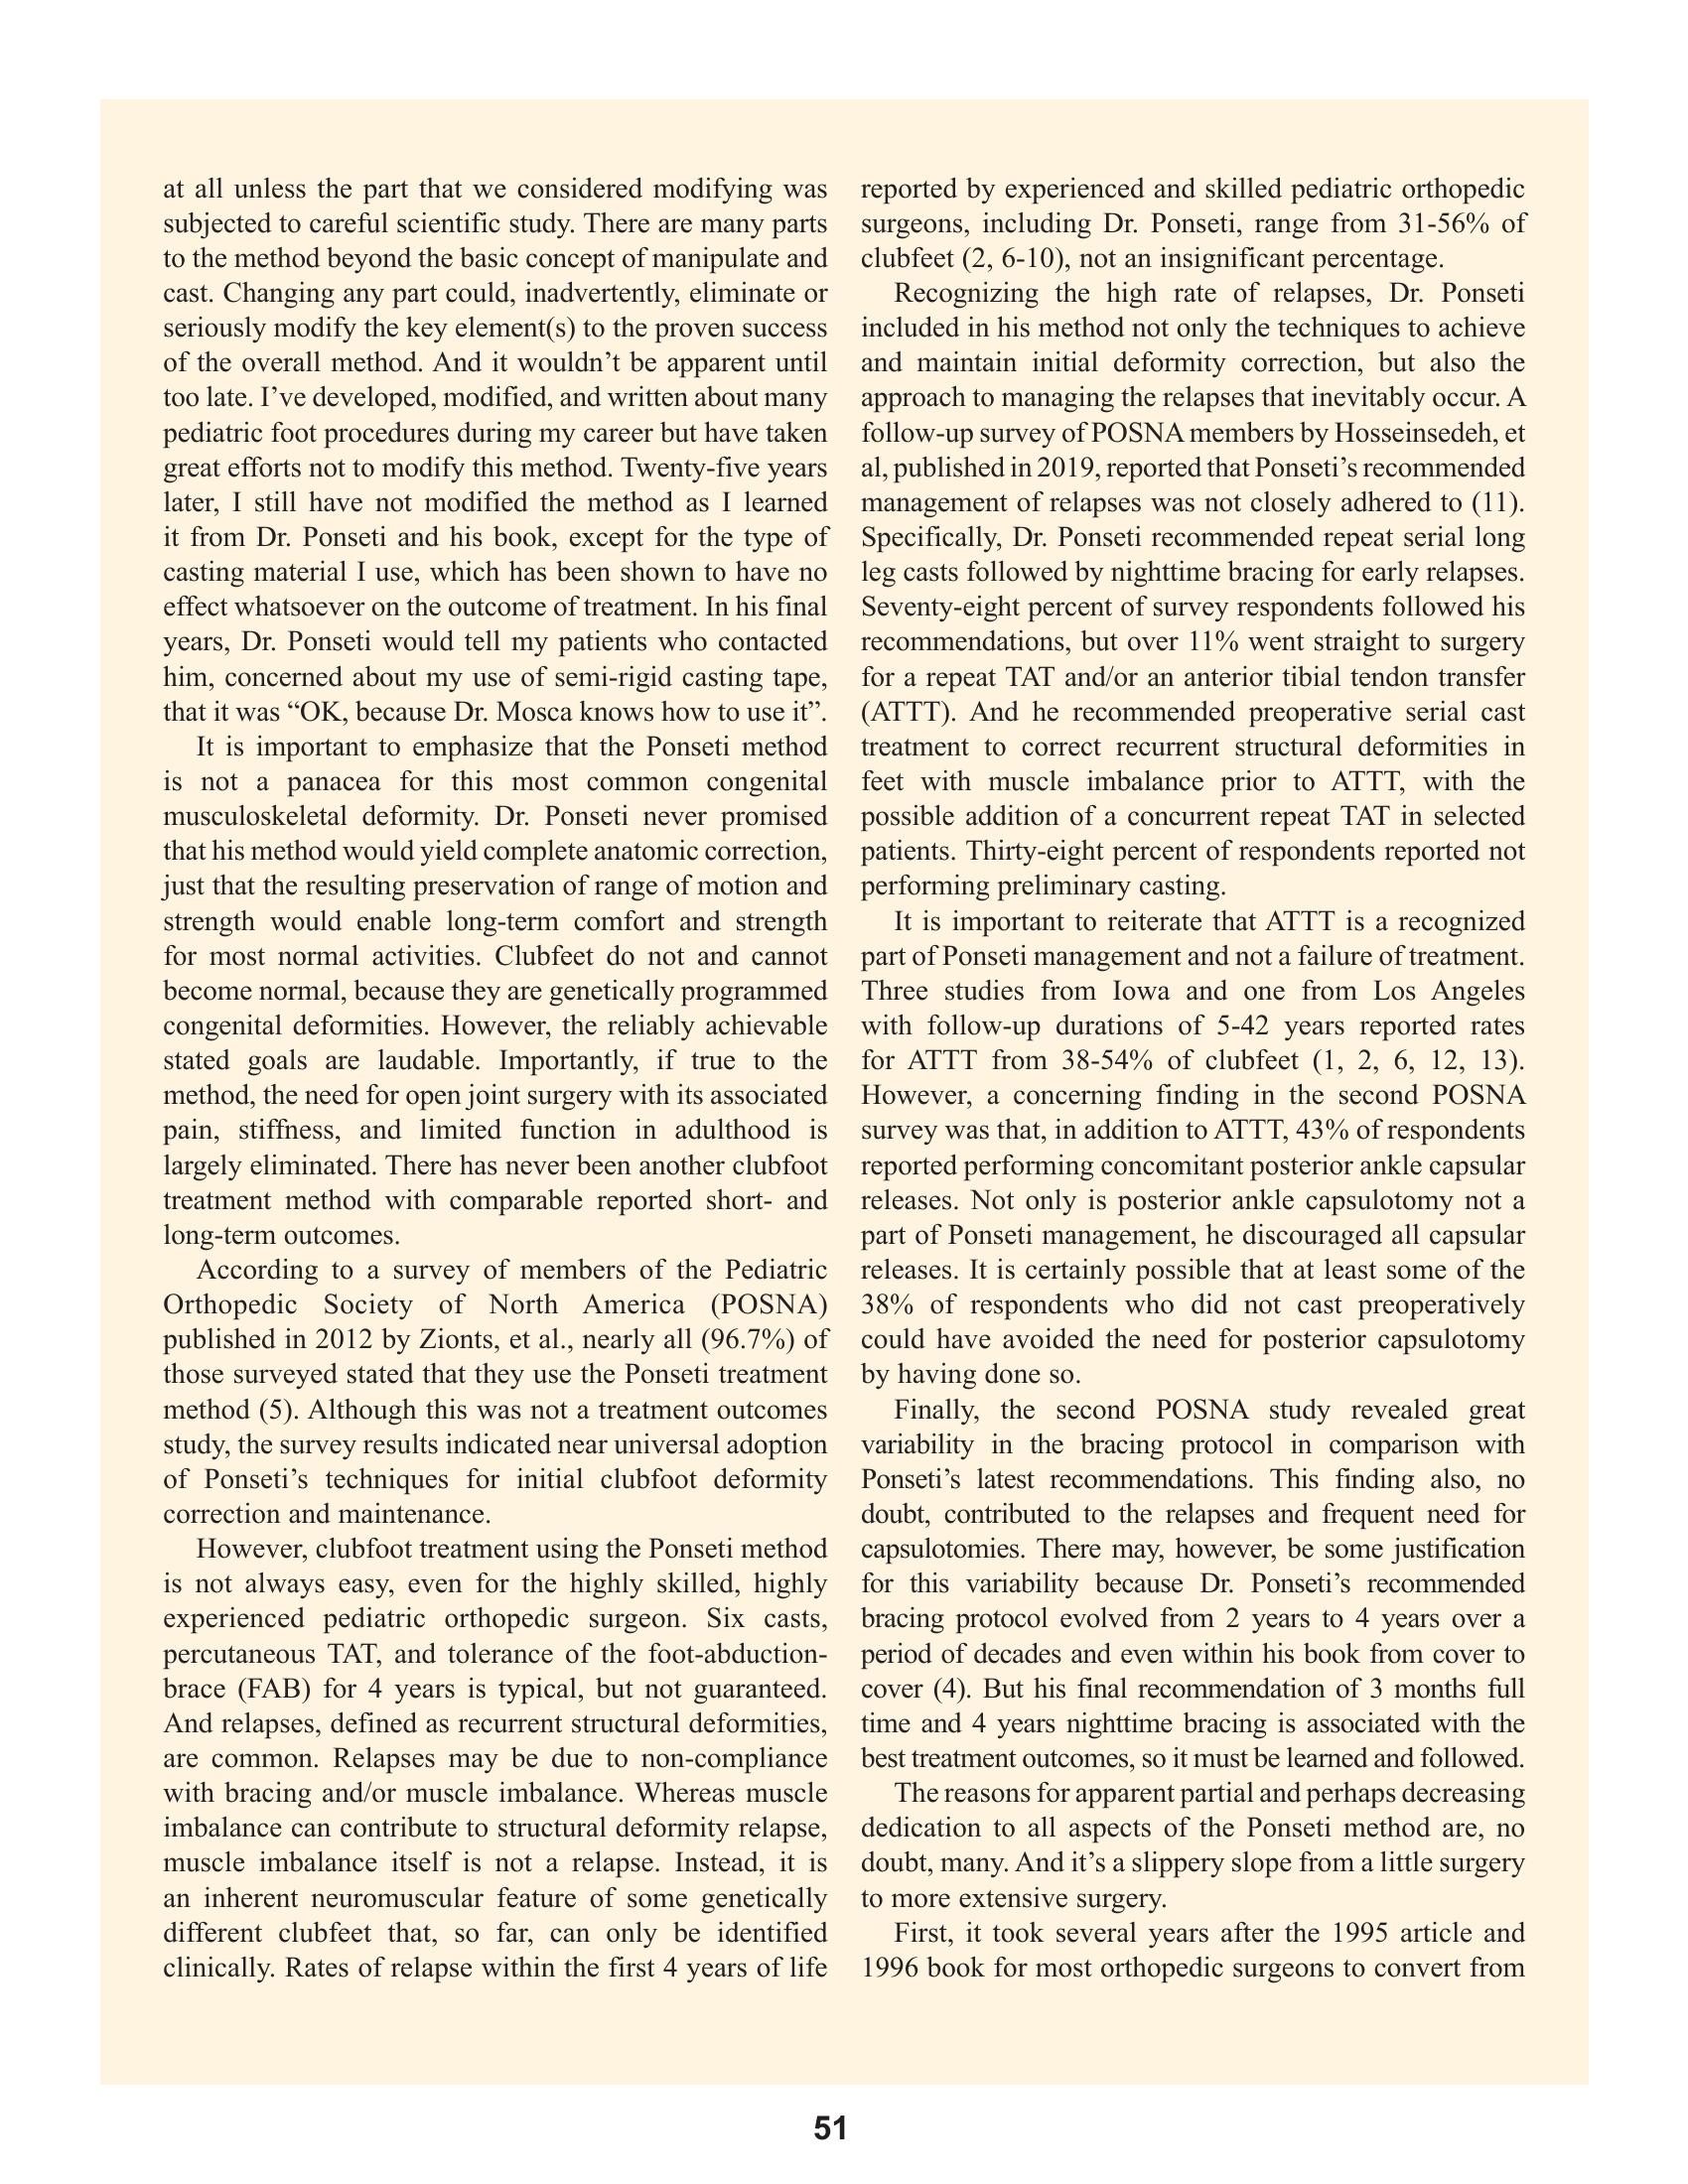 at all unless the part that we considered modifying was
subjected to careful scientific study. There are many parts
to the method beyond the basic concept of manipulate and
cast. Changing any part could, inadvertently, eliminate or
seriously modify the key element(s) to the proven success
of the overall method. And it wouldn’t be apparent until
too late. I’ve developed, modified, and written about many
pediatric foot procedures during my career but have taken
great efforts not to modify this method. Twenty-five years
later, I still have not modified the method as I learned
it from Dr. Ponseti and his book, except for the type of
casting material I use, which has been shown to have no
effect whatsoever on the outcome of treatment. In his final
years, Dr. Ponseti would tell my patients who contacted
him, concerned about my use of semi-rigid casting tape,
that it was “OK, because Dr. Mosca knows how to use it”.
It is important to emphasize that the Ponseti method
is not a panacea for this most common congenital
musculoskeletal deformity. Dr. Ponseti never promised
that his method would yield complete anatomic correction,
just that the resulting preservation of range of motion and
strength would enable long-term comfort and strength
for most normal activities. Clubfeet do not and cannot
become normal, because they are genetically programmed
congenital deformities. However, the reliably achievable
stated goals are laudable. Importantly, if true to the
method, the need for open joint surgery with its associated
pain, stiffness, and limited function in adulthood is
largely eliminated. There has never been another clubfoot
treatment method with comparable reported short- and
long-term outcomes.
According to a survey of members of the Pediatric
Orthopedic Society of North America (POSNA)
published in 2012 by Zionts, et al., nearly all (96.7%) of
those surveyed stated that they use the Ponseti treatment
method (5). Although this was not a treatment outcomes
study, the survey results indicated near universal adoption
of Ponseti’s techniques for initial clubfoot deformity
correction and maintenance.
However, clubfoot treatment using the Ponseti method
is not always easy, even for the highly skilled, highly
experienced pediatric orthopedic surgeon. Six casts,
percutaneous TAT, and tolerance of the foot-abduction-
brace (FAB) for 4 years is typical, but not guaranteed.
And relapses, defined as recurrent structural deformities,
are common. Relapses may be due to non-compliance
with bracing and/or muscle imbalance. Whereas muscle
imbalance can contribute to structural deformity relapse,
muscle imbalance itself is not a relapse. Instead, it is
an inherent neuromuscular feature of some genetically
different clubfeet that, so far, can only be identified
clinically. Rates of relapse within the first 4 years of life
reported by experienced and skilled pediatric orthopedic
surgeons, including Dr. Ponseti, range from 31-56% of
clubfeet (2, 6-10), not an insignificant percentage.
Recognizing the high rate of relapses, Dr. Ponseti
included in his method not only the techniques to achieve
and maintain initial deformity correction, but also the
approach to managing the relapses that inevitably occur. A
follow-up survey of POSNA members by Hosseinsedeh, et
al, published in 2019, reported that Ponseti’s recommended
management of relapses was not closely adhered to (11).
Specifically, Dr. Ponseti recommended repeat serial long
leg casts followed by nighttime bracing for early relapses.
Seventy-eight percent of survey respondents followed his
recommendations, but over 11% went straight to surgery
for a repeat TAT and/or an anterior tibial tendon transfer
(ATTT). And he recommended preoperative serial cast
treatment to correct recurrent structural deformities in
feet with muscle imbalance prior to ATTT, with the
possible addition of a concurrent repeat TAT in selected
patients. Thirty-eight percent of respondents reported not
performing preliminary casting.
It is important to reiterate that ATTT is a recognized
part of Ponseti management and not a failure of treatment.
Three studies from Iowa and one from Los Angeles
with follow-up durations of 5-42 years reported rates
for ATTT from 38-54% of clubfeet (1, 2, 6, 12, 13).
However, a concerning finding in the second POSNA
survey was that, in addition to ATTT, 43% of respondents
reported performing concomitant posterior ankle capsular
releases. Not only is posterior ankle capsulotomy not a
part of Ponseti management, he discouraged all capsular
releases. It is certainly possible that at least some of the
38% of respondents who did not cast preoperatively
could have avoided the need for posterior capsulotomy
by having done so.
Finally, the second POSNA study revealed great
variability in the bracing protocol in comparison with
Ponseti’s latest recommendations. This finding also, no
doubt, contributed to the relapses and frequent need for
capsulotomies. There may, however, be some justification
for this variability because Dr. Ponseti’s recommended
bracing protocol evolved from 2 years to 4 years over a
period of decades and even within his book from cover to
cover (4). But his final recommendation of 3 months full
time and 4 years nighttime bracing is associated with the
best treatment outcomes, so it must be learned and followed.
The reasons for apparent partial and perhaps decreasing
dedication to all aspects of the Ponseti method are, no
doubt, many. And it’s a slippery slope from a little surgery
to more extensive surgery.
First, it took several years after the 1995 article and
1996 book for most orthopedic surgeons to convert from
51